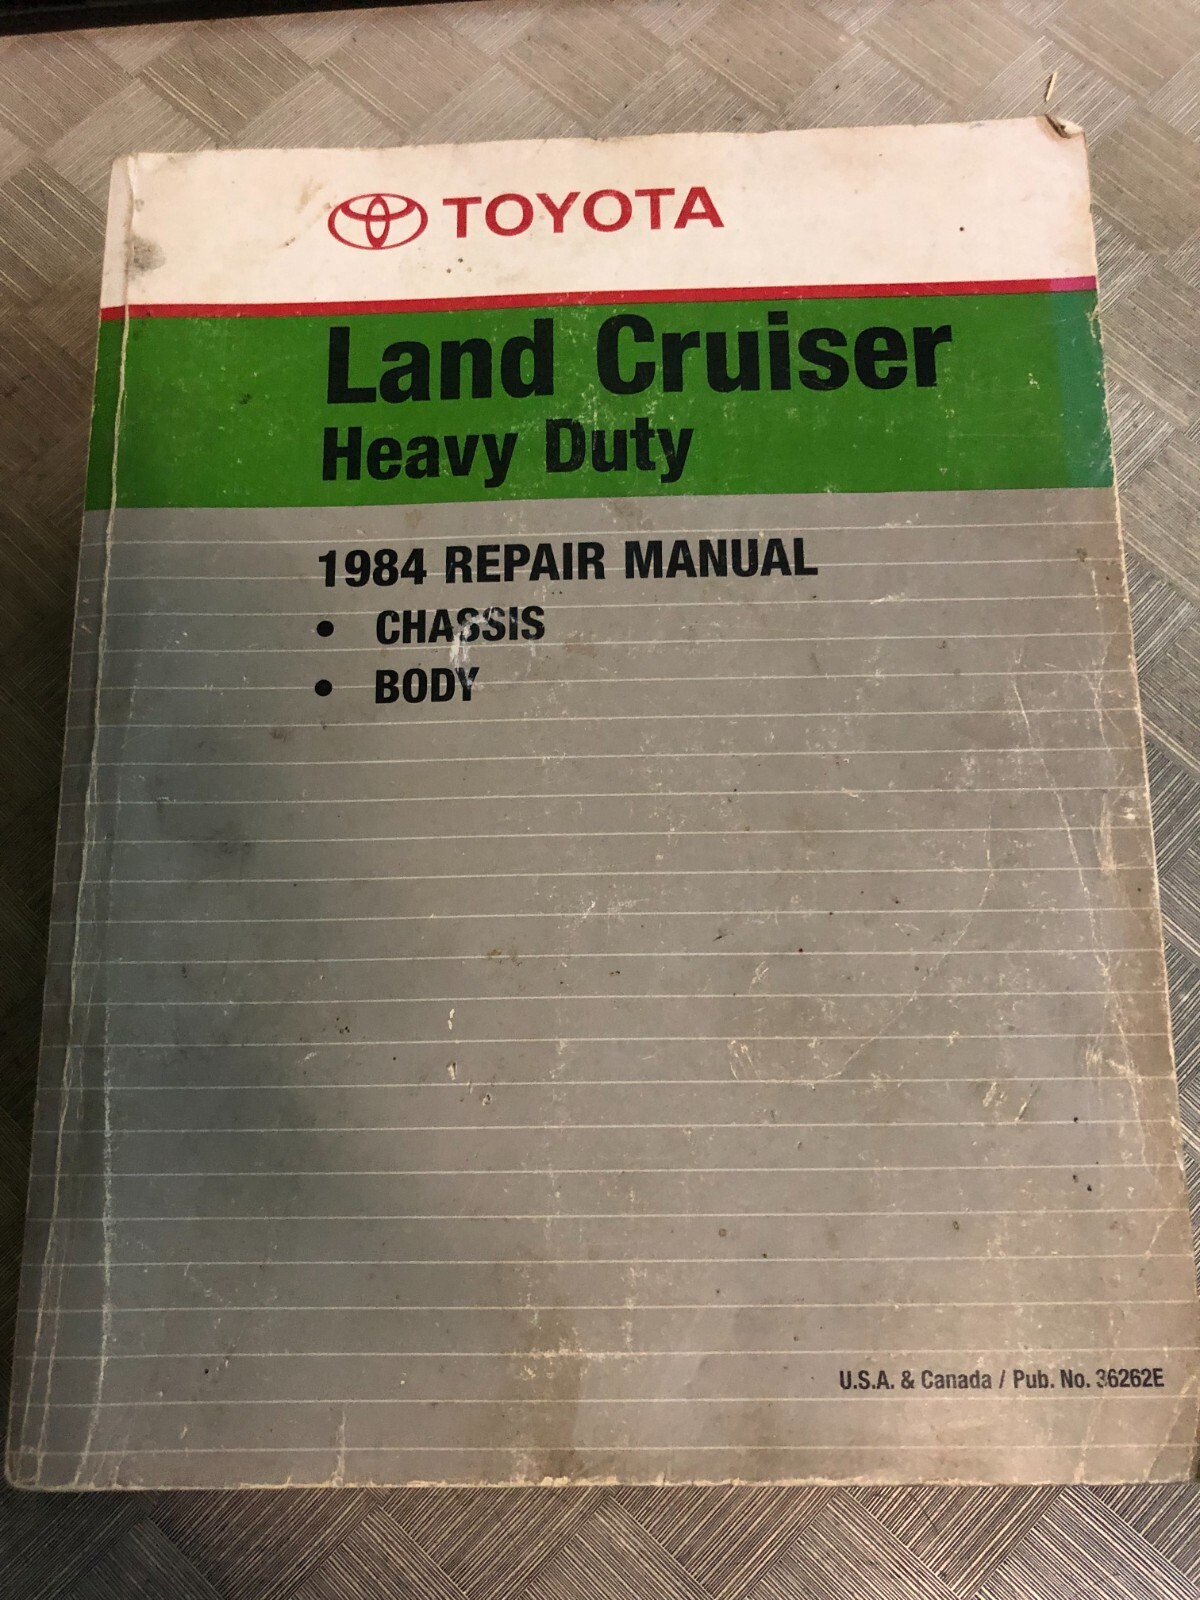 TOYOTA
Land Cruiser
Heavy Duty
1984 REPAIR MANUAL
• CHASSIS
• BODY
U.S.A. & Canada / Pub. No. 36262E